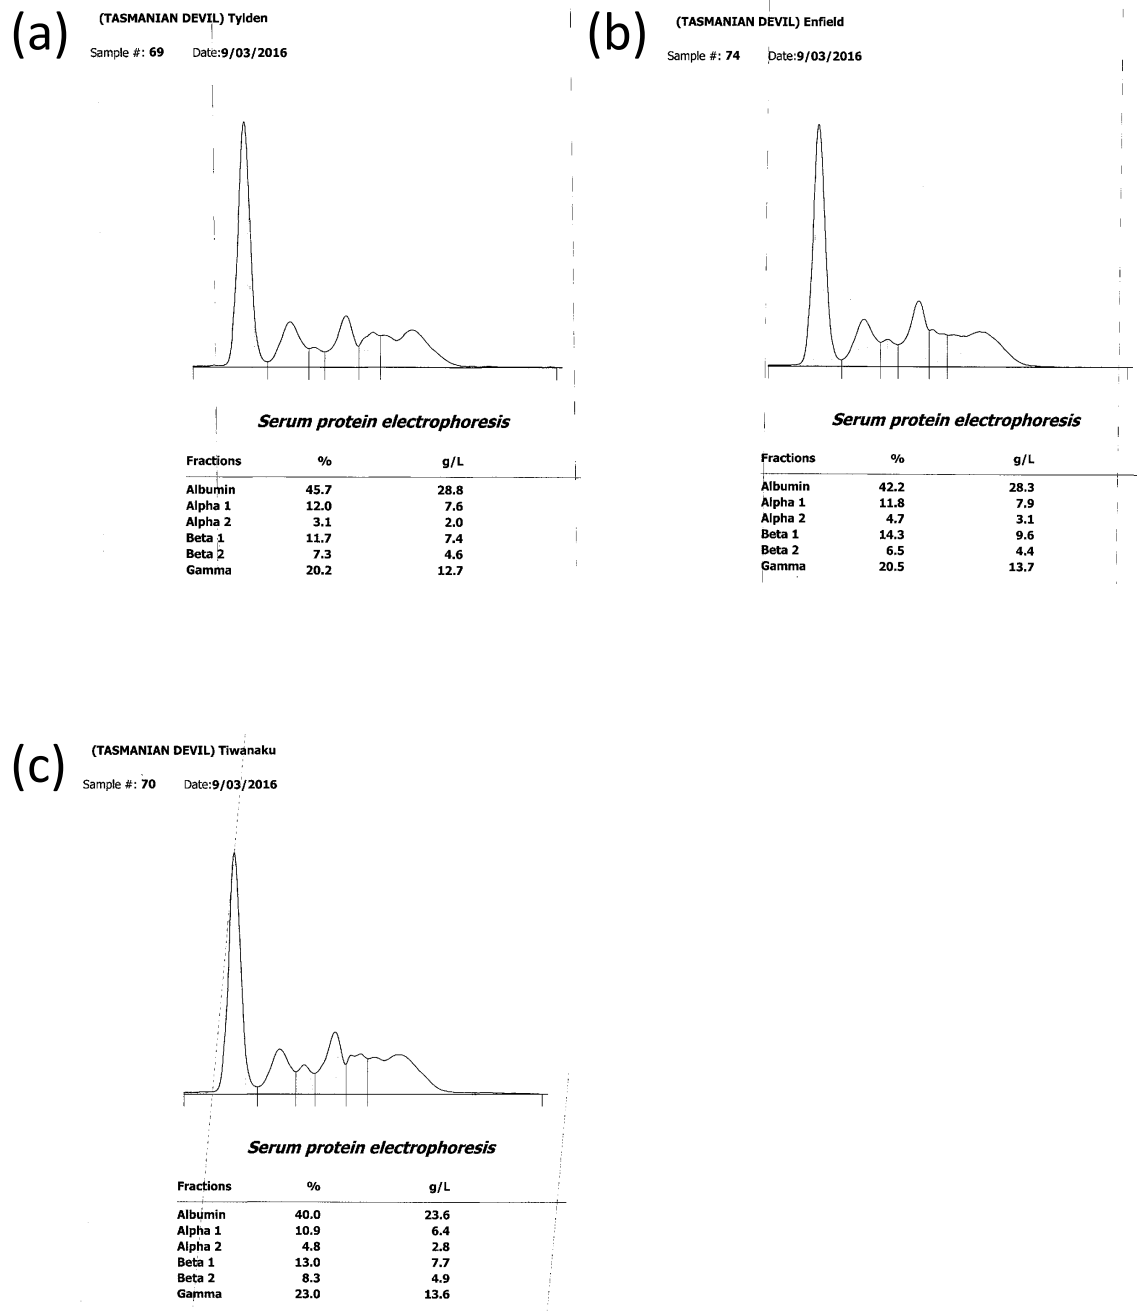 (a)
(TASMANIAN DEVIL) Tylden
Sample #: 69 Date:9/03/2016
Serum protein electrophoresis
Fractions % g/L
Albumin 45.7 28.8
Alpha 1 12.0 7.6
Alpha 2 3.1 2.0
Beta 1 11.7 7.4
Beta 2 7.3 4.6
Gamma 20.2 12.7
(b)
(TASMANIAN DEVIL) Enfield
Sample #: 74 Date:9/03/2016
Serum protein electrophoresis
Fractions % g/L
Albumin 42.2 28.3
Alpha 1 11.8 7.9
Alpha 2 4.7 3.1
Beta 1 14.3 9.6
Beta 2 6.5 4.4
Gamma 20.5 13.7
(c)
(TASMANIAN DEVIL) Tiwanaku
Sample #: 70 Date:9/03/2016
Serum protein electrophoresis
Fractions % g/L
Albumin 40.0 23.6
Alpha 1 10.9 6.4
Alpha 2 4.8 2.8
Beta 1 13.0 7.7
Beta 2 8.3 4.9
Gamma 23.0 13.6